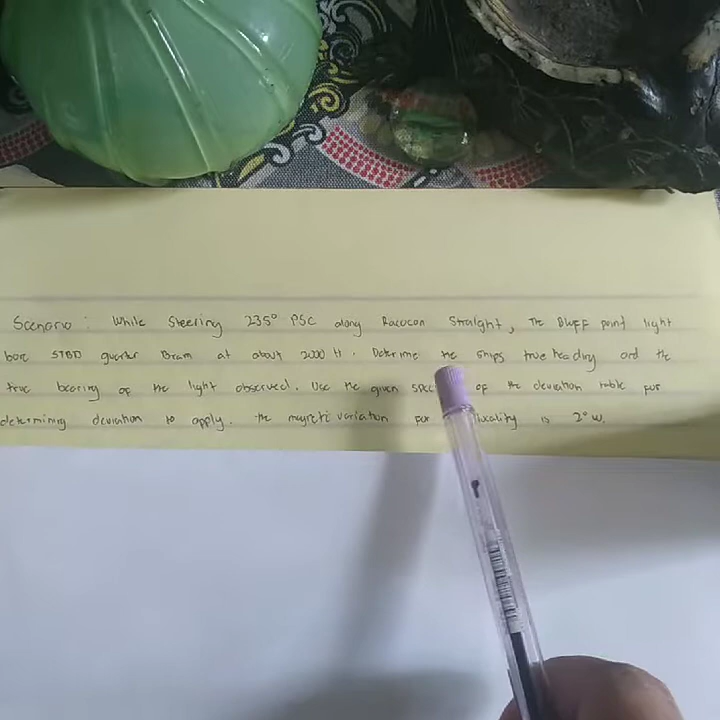 Scenario : While Steering 235° PSC along Racocon Straight, The Bluff point light
bore STBD quarter Beam at about 2000 H. Determine the ships true heading and the
true bearing of the light observed. Use the given of the deviation table for
determining deviation to apply. the magnetic variation for locality is 2° W.